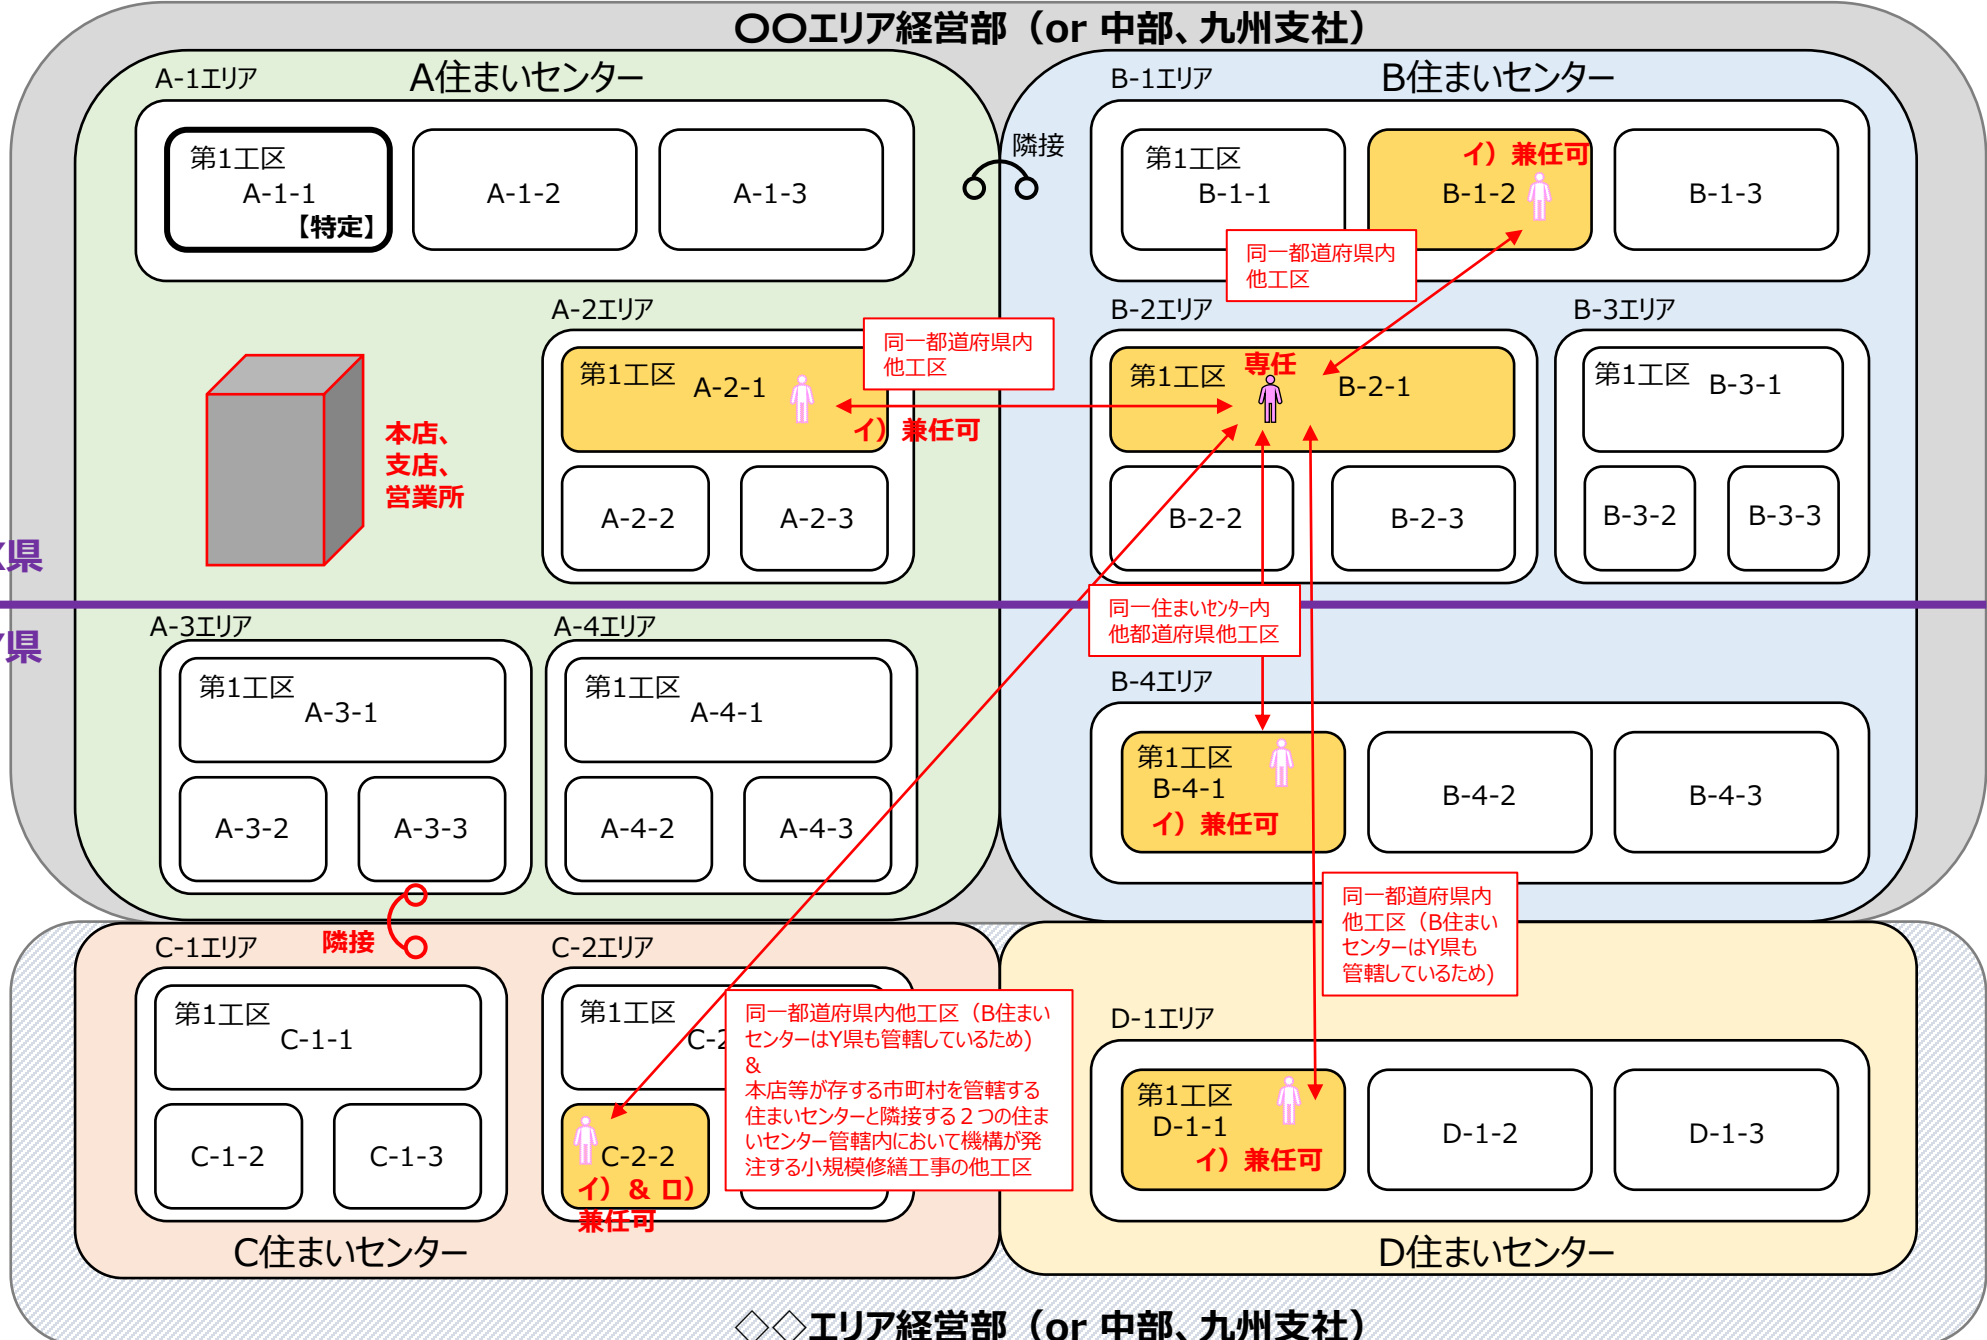 〇〇エリア経営部（or 中部、九州支社）
A-1エリア
A住まいセンター
第1工区
A-1-1
【特定】
A-1-2
A-1-3
隣接
B-1エリア
B住まいセンター
第1工区
B-1-1
イ）兼任可
B-1-2
B-1-3
同一都道府県内
他工区
A-2エリア
第1工区
A-2-1
同一都道府県内
他工区
イ）兼任可
A-2-2
A-2-3
本店、
支店、
営業所
B-2エリア
第1工区
専任
B-2-1
B-2-2
B-2-3
B-3エリア
第1工区
B-3-1
B-3-2
B-3-3
県
県
同一住まいセンター内
他都道府県他工区
A-3エリア
第1工区
A-3-1
A-3-2
A-3-3
A-4エリア
第1工区
A-4-1
A-4-2
A-4-3
B-4エリア
第1工区
B-4-1
イ）兼任可
B-4-2
B-4-3
同一都道府県内
他工区（B住まい
センターはY県も
管轄しているため)
隣接
C-1エリア
第1工区
C-1-1
C-1-2
C-1-3
C-2エリア
第1工区
同一都道府県内他工区（B住まい
センターはY県も管轄しているため)
&
本店等が存する市町村を管轄する
住まいセンターと隣接する２つの住ま
いセンター管轄内において機構が発
注する小規模修繕工事の他工区
C-2-2
イ）& ロ）
兼任可
C住まいセンター
D-1エリア
第1工区
D-1-1
イ）兼任可
D-1-2
D-1-3
D住まいセンター
◇◇エリア経営部（or 中部、九州支社）